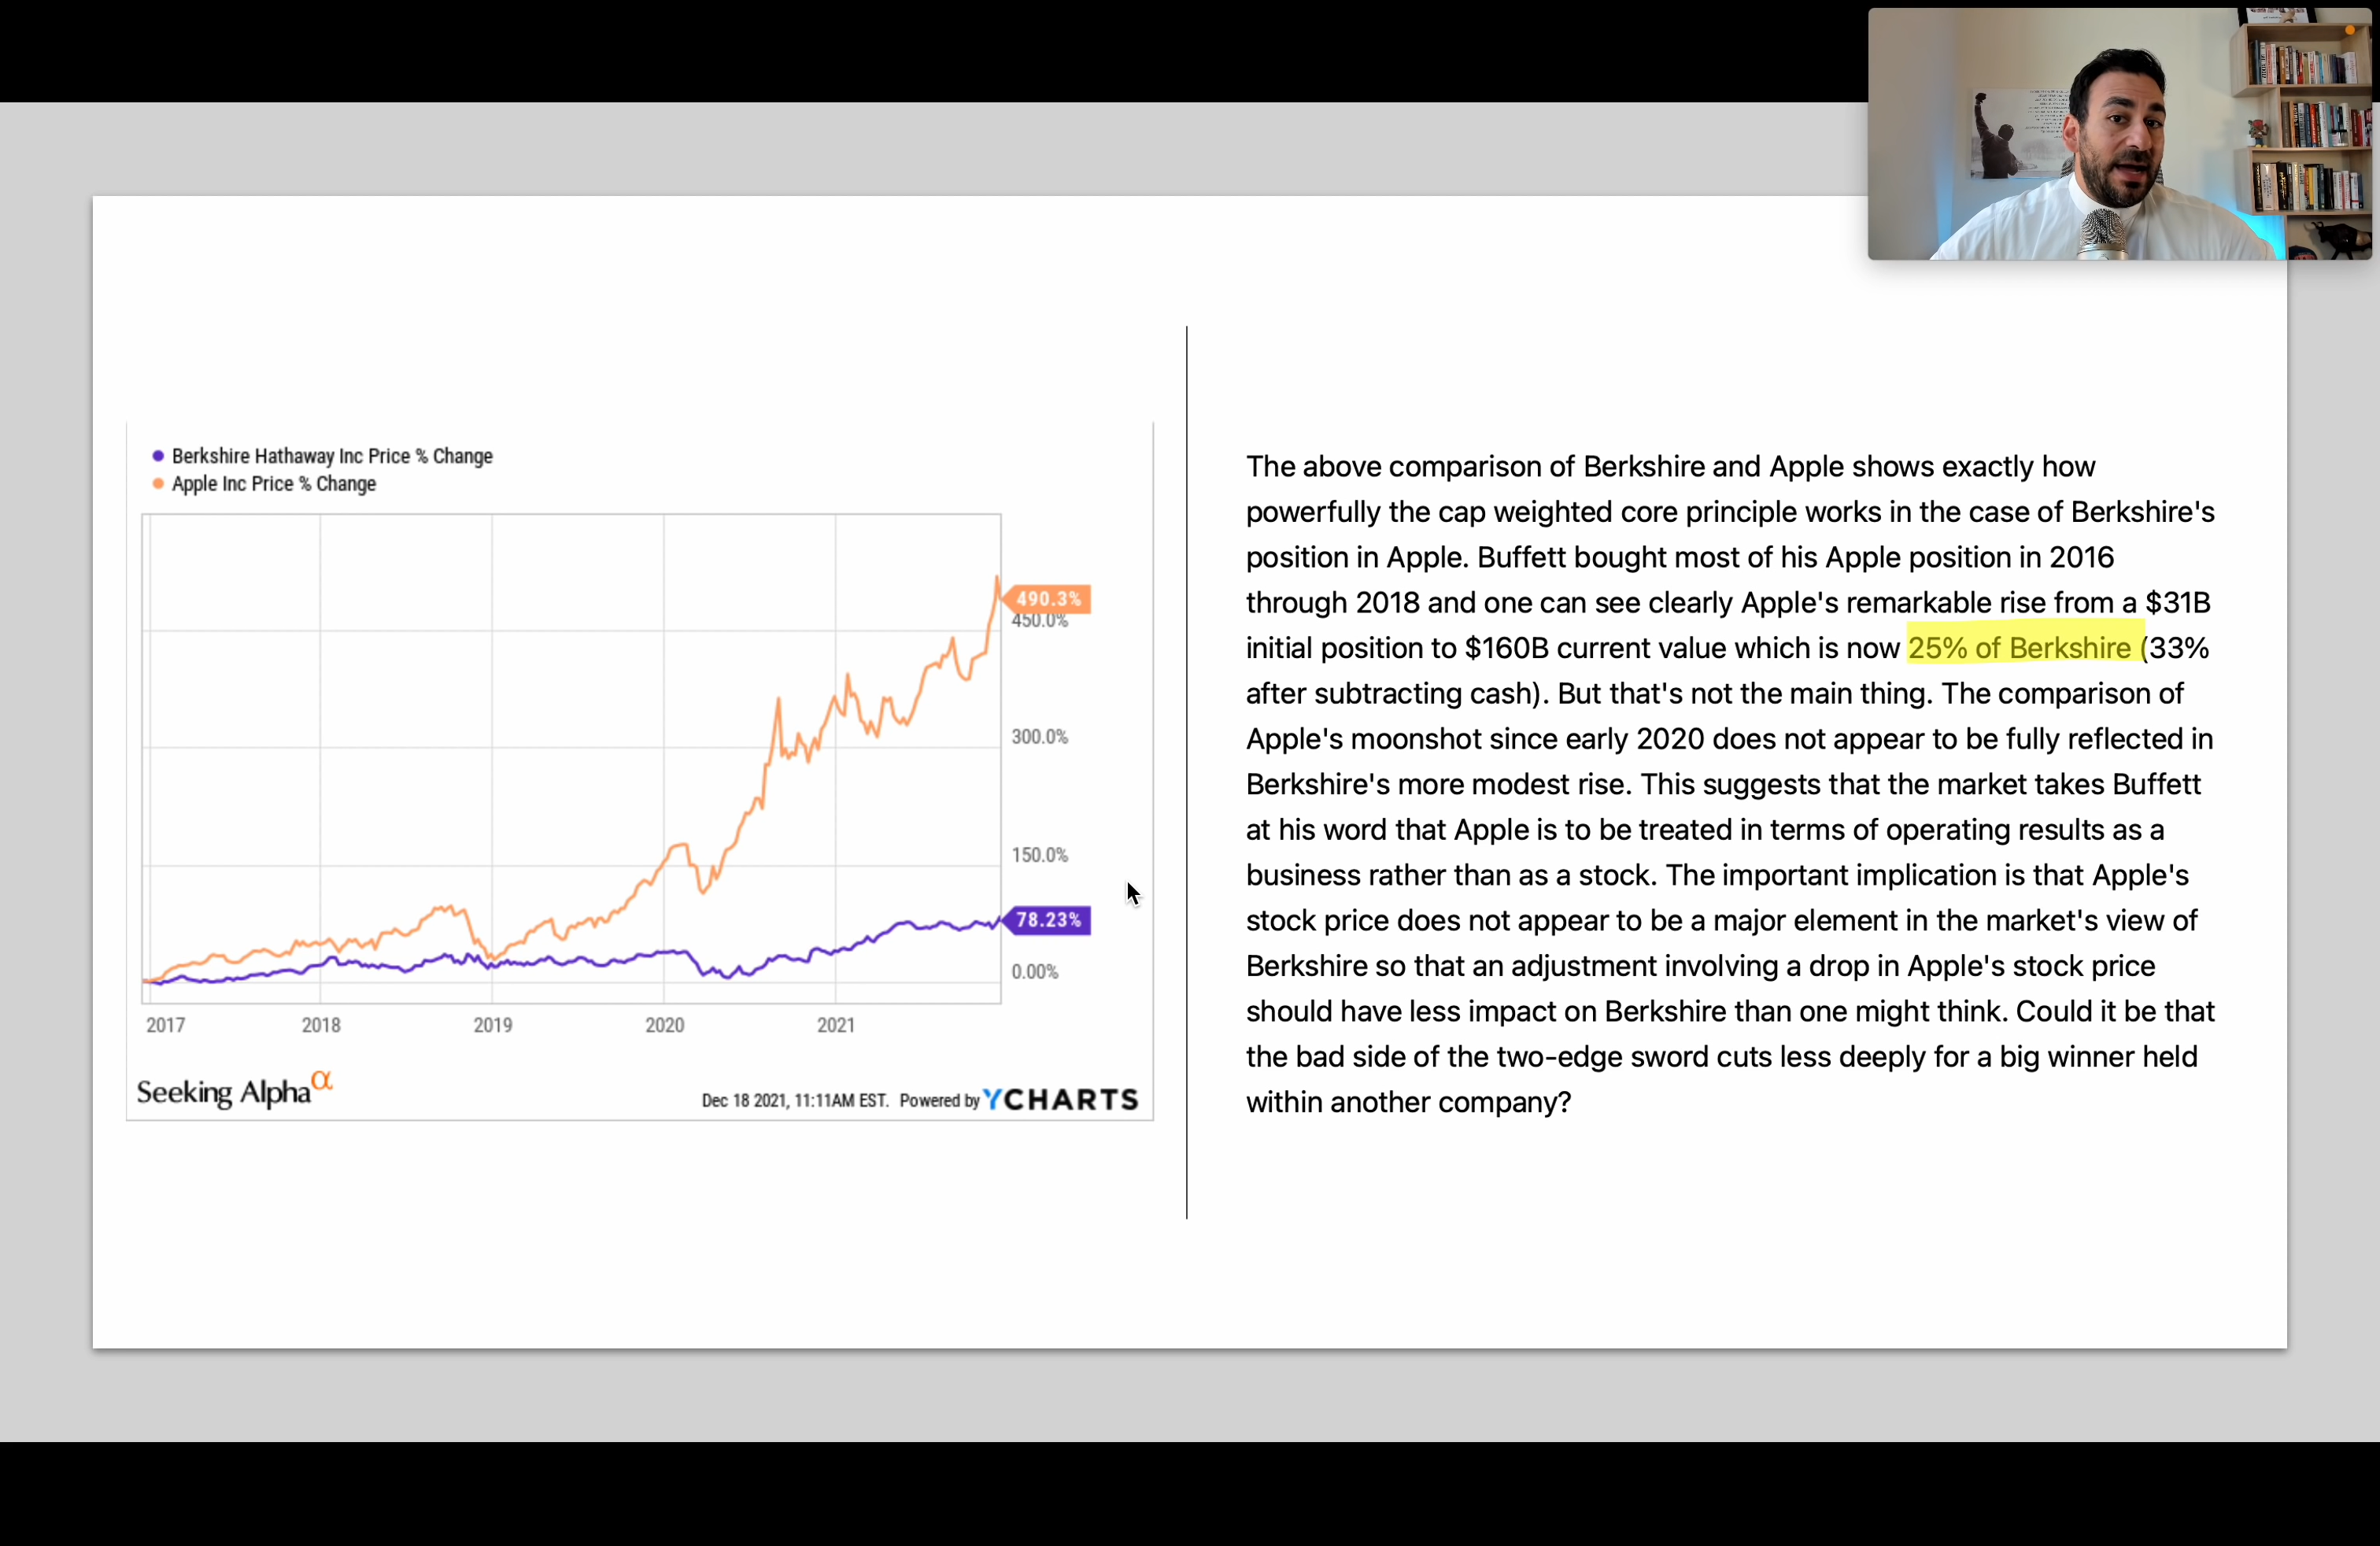 Berkshire Hathaway Inc Price % Change
Apple Inc Price % Change
490.3%
450.0%
300.0%
150.0%
78.23%
0.00%
2017 2018 2019 2020 2021
Seeking Alphaα
Dec 18 2021, 11:11AM EST. Powered by YCHARTS
The above comparison of Berkshire and Apple shows exactly how
powerfully the cap weighted core principle works in the case of Berkshire's
position in Apple. Buffett bought most of his Apple position in 2016
through 2018 and one can see clearly Apple's remarkable rise from a $31B
initial position to $160B current value which is now 25% of Berkshire (33%
after subtracting cash). But that's not the main thing. The comparison of
Apple's moonshot since early 2020 does not appear to be fully reflected in
Berkshire's more modest rise. This suggests that the market takes Buffett
at his word that Apple is to be treated in terms of operating results as a
business rather than as a stock. The important implication is that Apple's
stock price does not appear to be a major element in the market's view of
Berkshire so that an adjustment involving a drop in Apple's stock price
should have less impact on Berkshire than one might think. Could it be that
the bad side of the two-edge sword cuts less deeply for a big winner held
within another company?